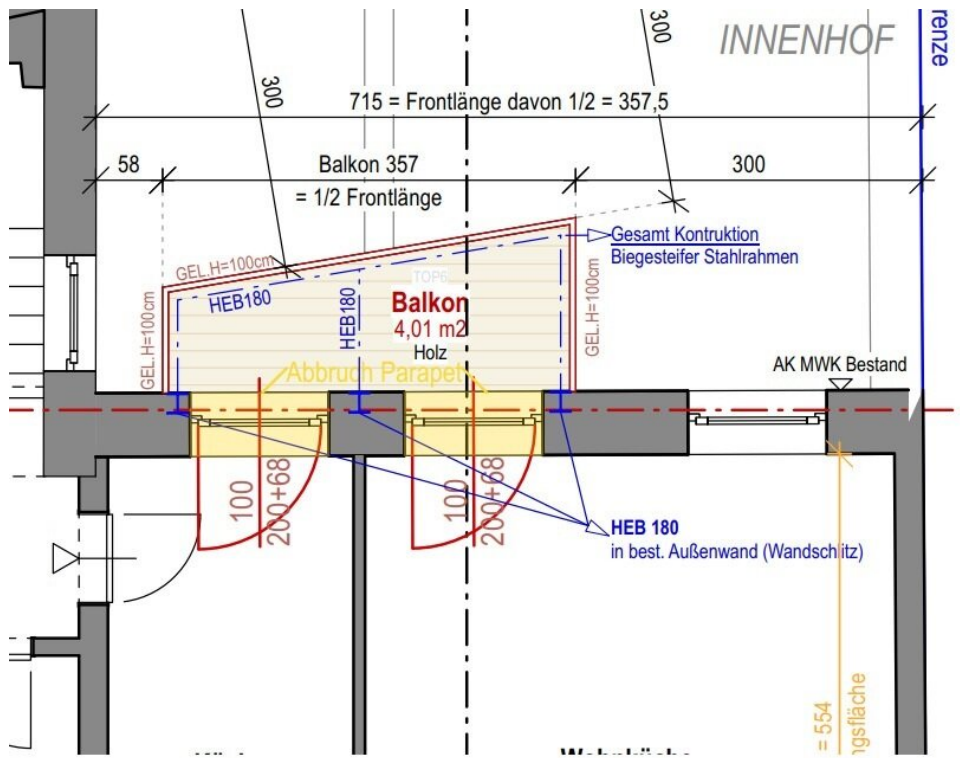 300
300
INNENHOF
renze
715 = Frontlänge davon 1/2 = 357,5
58
Balkon 357
= 1/2 Frontlänge
300
Gesamt Kontruktion
Biegesteifer Stahlrahmen
GEL.H=100cm
TOP6
HEB180
HEB180
Balkon
4,01 m2
Holz
GEL.H=100cm
GEL.H=100cm
AK MWK Bestand
Abbruch Parapet
100
200+68
100
200+68
HEB 180
in best. Außenwand (Wandschlitz)
= 554
ngsfläche